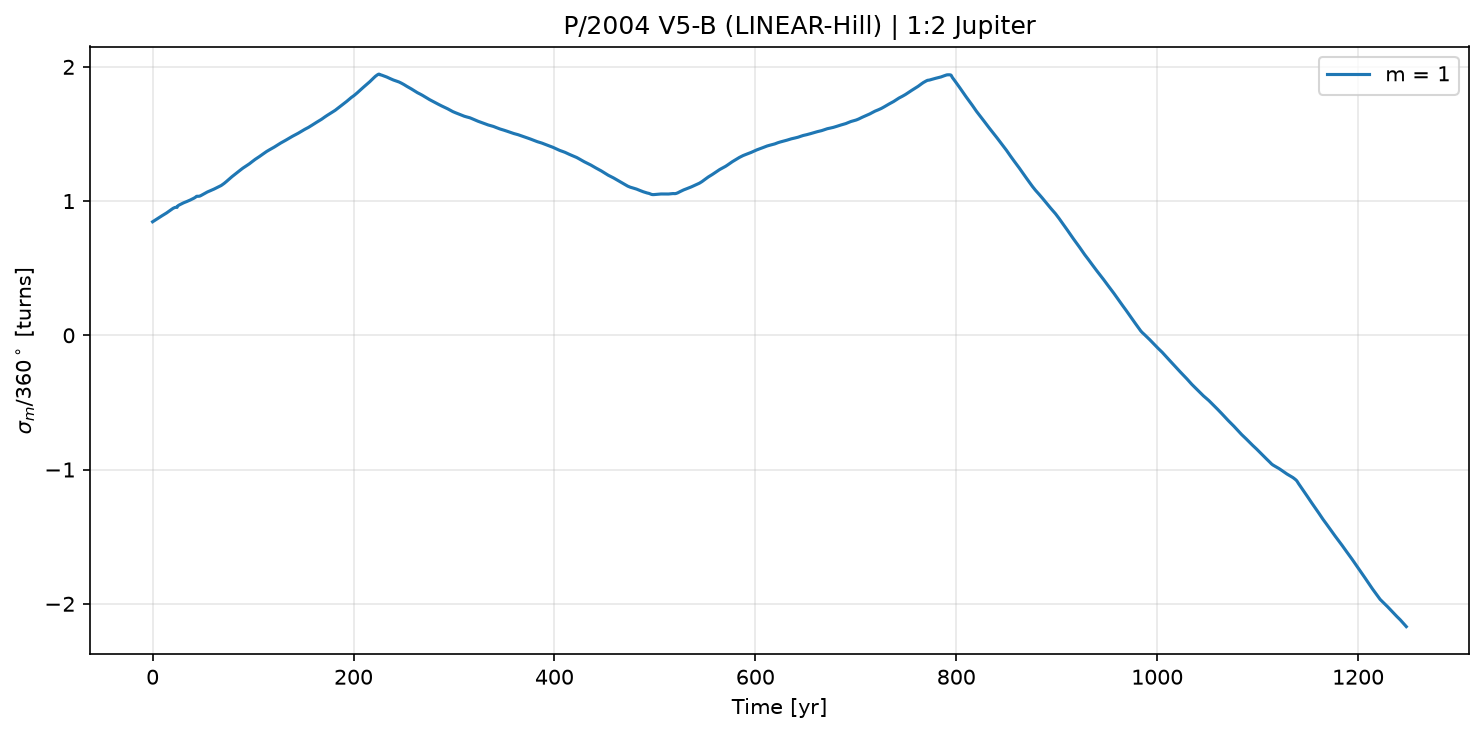 P/2004 V5-B (LINEAR-Hill) | 1:2 Jupiter
m = 1
σₘ/360° [turns]
2
1
0
−1
−2
0 200 400 600 800 1000 1200
Time [yr]